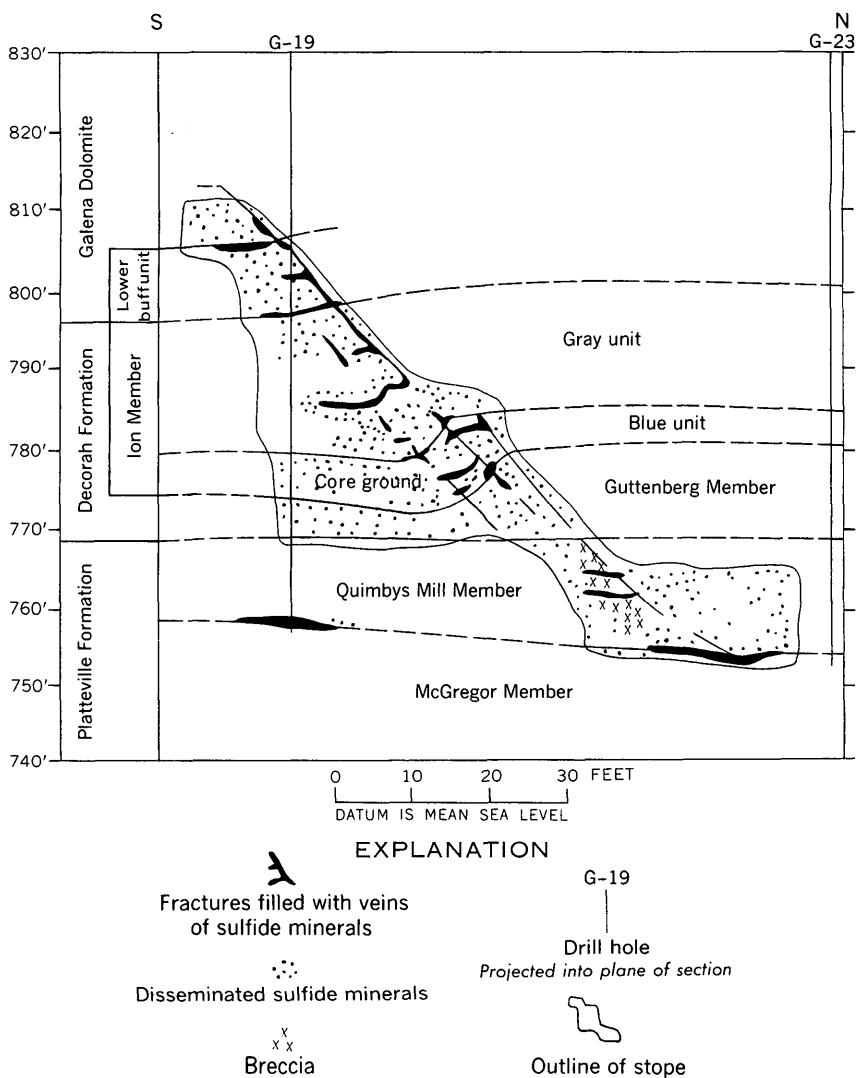 S
N
G-19
G-23
830'
820'
810'
800'
790'
780'
770'
760'
750'
740'
Galena Dolomite
Lower
buff unit
Decorah Formation
Ion Member
Platteville Formation
Gray unit
Blue unit
Core ground
Guttenberg Member
Quimbys Mill Member
McGregor Member
0 10 20 30 FEET
DATUM IS MEAN SEA LEVEL
EXPLANATION
Fractures filled with veins
of sulfide minerals
Disseminated sulfide minerals
x x x
Breccia
G-19
Drill hole
Projected into plane of section
Outline of stope